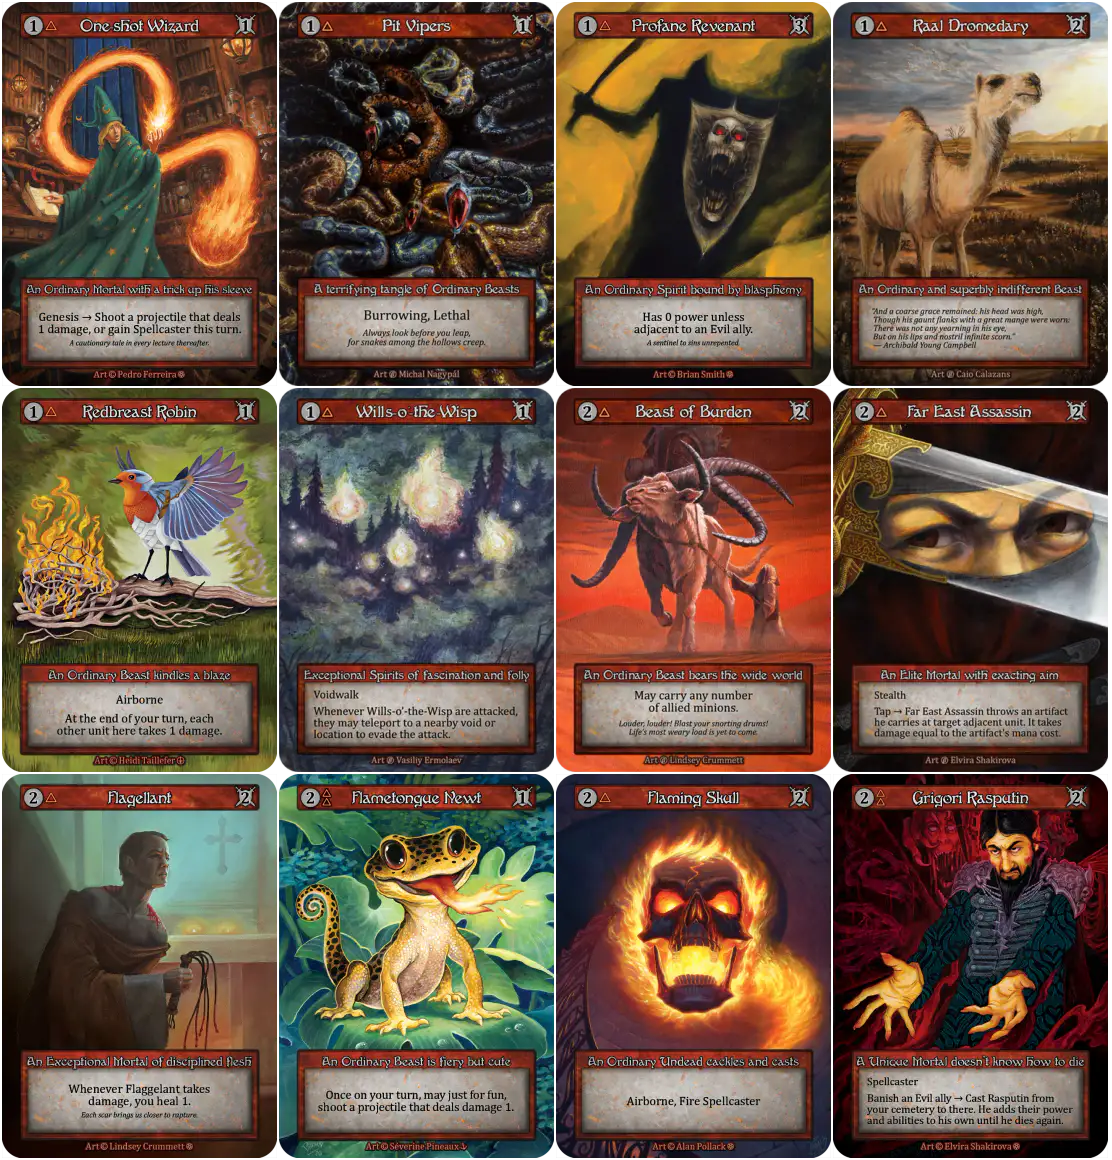 1 One-shot Wizard 1
An Ordinary Mortal with a trick up his sleeve
Genesis → Shoot a projectile that deals
1 damage, or gain Spellcaster this turn.
A cautionary tale in every lecture thereafter.
Art © Pedro Ferreira
1 Pit Vipers 1
A terrifying tangle of Ordinary Beasts
Burrowing, Lethal
Always look before you leap,
for snakes among the hollows creep.
Art @ Michal Nagypál
1 Profane Revenant 3
An Ordinary Spirit bound by blasphemy
Has 0 power unless
adjacent to an Evil ally.
A sentinel to sins unrepented.
Art © Brian Smith
1 Raal Dromedary 2
An Ordinary and superbly indifferent Beast
"And a coarse grace remained: his head was high,
Though his gaunt flanks with a great mange were worn:
There was not any yearning in his eye,
But on his lips and nostril infinite scorn."
— Archibald Young Campbell
Art @ Caio Calazans
1 Redbreast Robin 1
An Ordinary Beast kindles a blaze
Airborne
At the end of your turn, each
other unit here takes 1 damage.
Art © Heidi Taillefer
1 Wills-o'-the-Wisp 1
Exceptional Spirits of fascination and folly
Voidwalk
Whenever Wills-o'-the-Wisp are attacked,
they may teleport to a nearby void or
location to evade the attack.
Art @ Vasiliy Ermolaev
2 Beast of Burden 2
An Ordinary Beast bears the wide world
May carry any number
of allied minions.
Louder, louder! Blast your snorting drums!
Life's most weary load is yet to come.
Art @ Lindsey Crummett
2 Far East Assassin 2
An Elite Mortal with exacting aim
Stealth
Tap → Far East Assassin throws an artifact
he carries at target adjacent unit. It takes
damage equal to the artifact's mana cost.
Art @ Elvira Shakirova
2 Flagellant 2
An Exceptional Mortal of disciplined flesh
Whenever Flaggelant takes
damage, you heal 1.
Each scar brings us closer to rapture.
Art © Lindsey Crummett
2 Flametongue Newt 1
An Ordinary Beast is fiery but cute
Once on your turn, may just for fun,
shoot a projectile that deals damage 1.
Art © Séverine Pineaux
2 Flaming Skull 2
An Ordinary Undead cackles and casts
Airborne, Fire Spellcaster
Art © Alan Pollack
2 Grigori Rasputin 2
A Unique Mortal doesn't know how to die
Spellcaster
Banish an Evil ally → Cast Rasputin from
your cemetery to there. He adds their power
and abilities to his own until he dies again.
Art © Elvira Shakirova